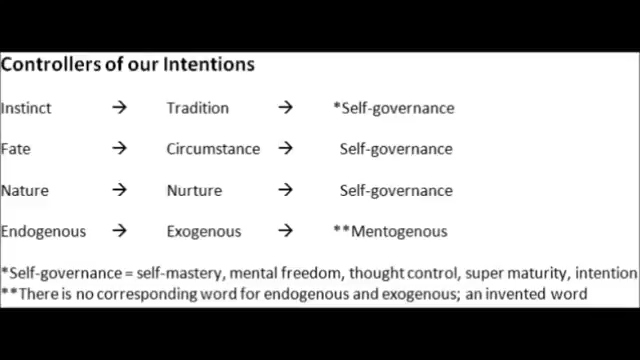 Controllers of our Intentions
Instinct → Tradition → *Self-governance
Fate → Circumstance → Self-governance
Nature → Nurture → Self-governance
Endogenous → Exogenous → **Mentogenous
*Self-governance = self-mastery, mental freedom, thought control, super maturity, intention
**There is no corresponding word for endogenous and exogenous; an invented word